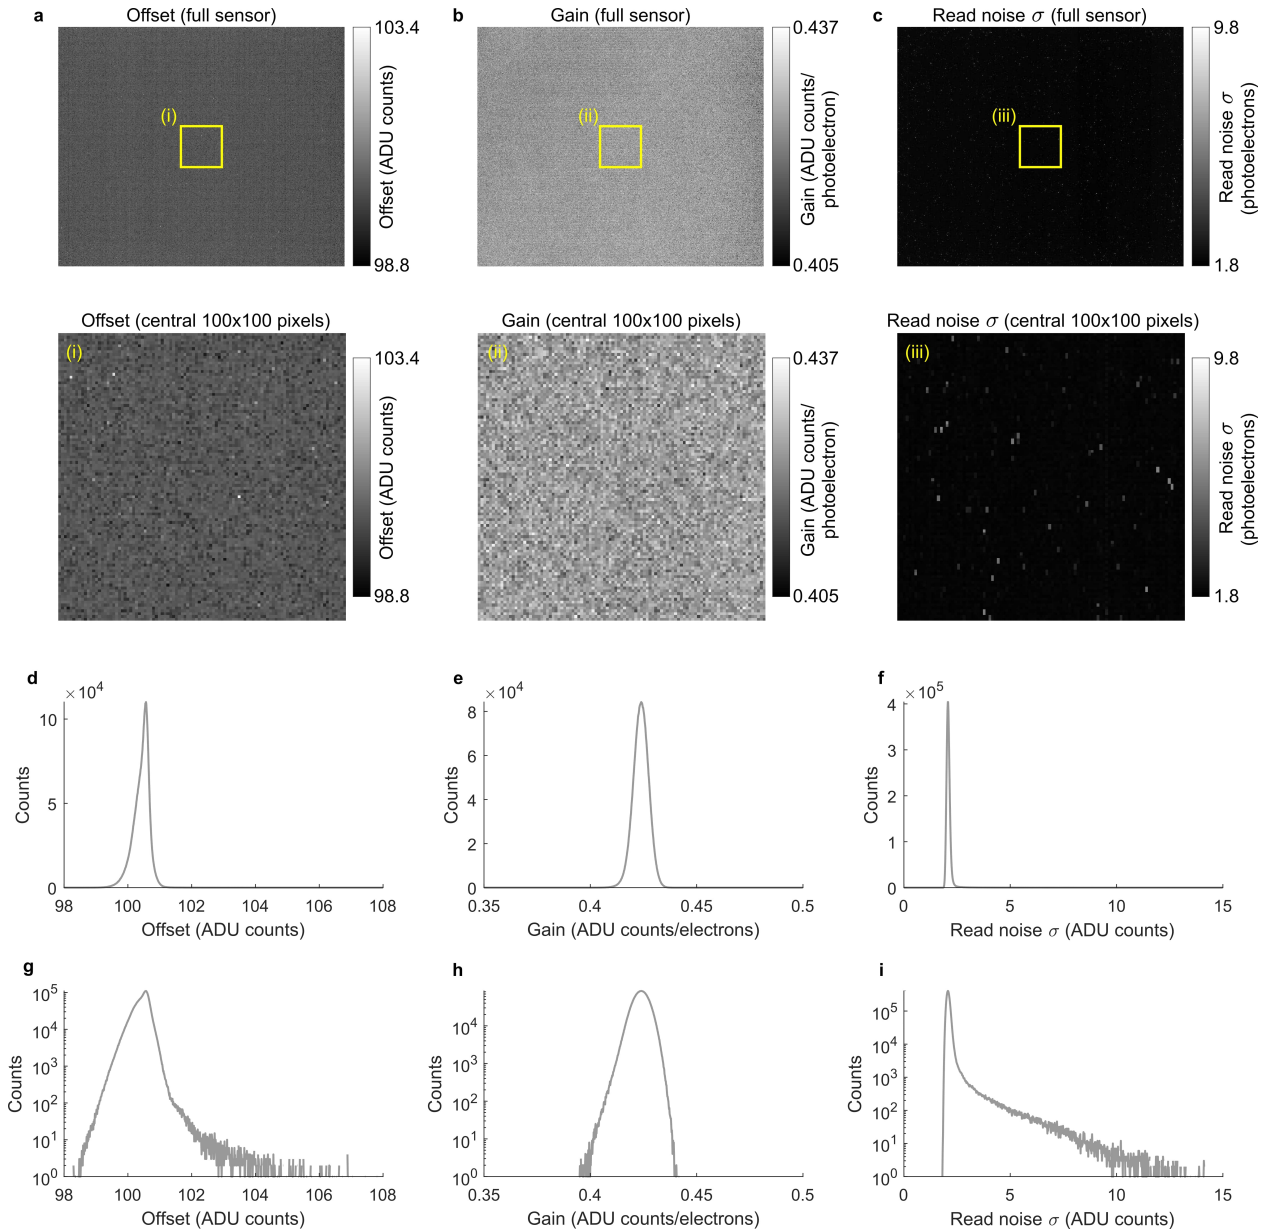 a Offset (full sensor)
103.4
Offset (ADU counts)
98.8
(i)
b Gain (full sensor)
0.437
Gain (ADU counts/
photoelectron)
0.405
(ii)
c Read noise σ (full sensor)
9.8
Read noise σ
(photoelectrons)
1.8
(iii)
Offset (central 100x100 pixels)
(i)
103.4
Offset (ADU counts)
98.8
Gain (central 100x100 pixels)
(ii)
0.437
Gain (ADU counts/
photoelectron)
0.405
Read noise σ (central 100x100 pixels)
(iii)
9.8
Read noise σ
(photoelectrons)
1.8
d
×10⁴
10
5
0
Counts
98 100 102 104 106 108
Offset (ADU counts)
e
×10⁴
8
6
4
2
0
Counts
0.35 0.4 0.45 0.5
Gain (ADU counts/electrons)
f
×10⁵
4
3
2
1
0
Counts
0 5 10 15
Read noise σ (ADU counts)
g
10⁵
10⁴
10³
10²
10¹
10⁰
Counts
98 100 102 104 106 108
Offset (ADU counts)
h
10⁴
10³
10²
10¹
10⁰
Counts
0.35 0.4 0.45 0.5
Gain (ADU counts/electrons)
i
10⁵
10⁴
10³
10²
10¹
10⁰
Counts
0 5 10 15
Read noise σ (ADU counts)